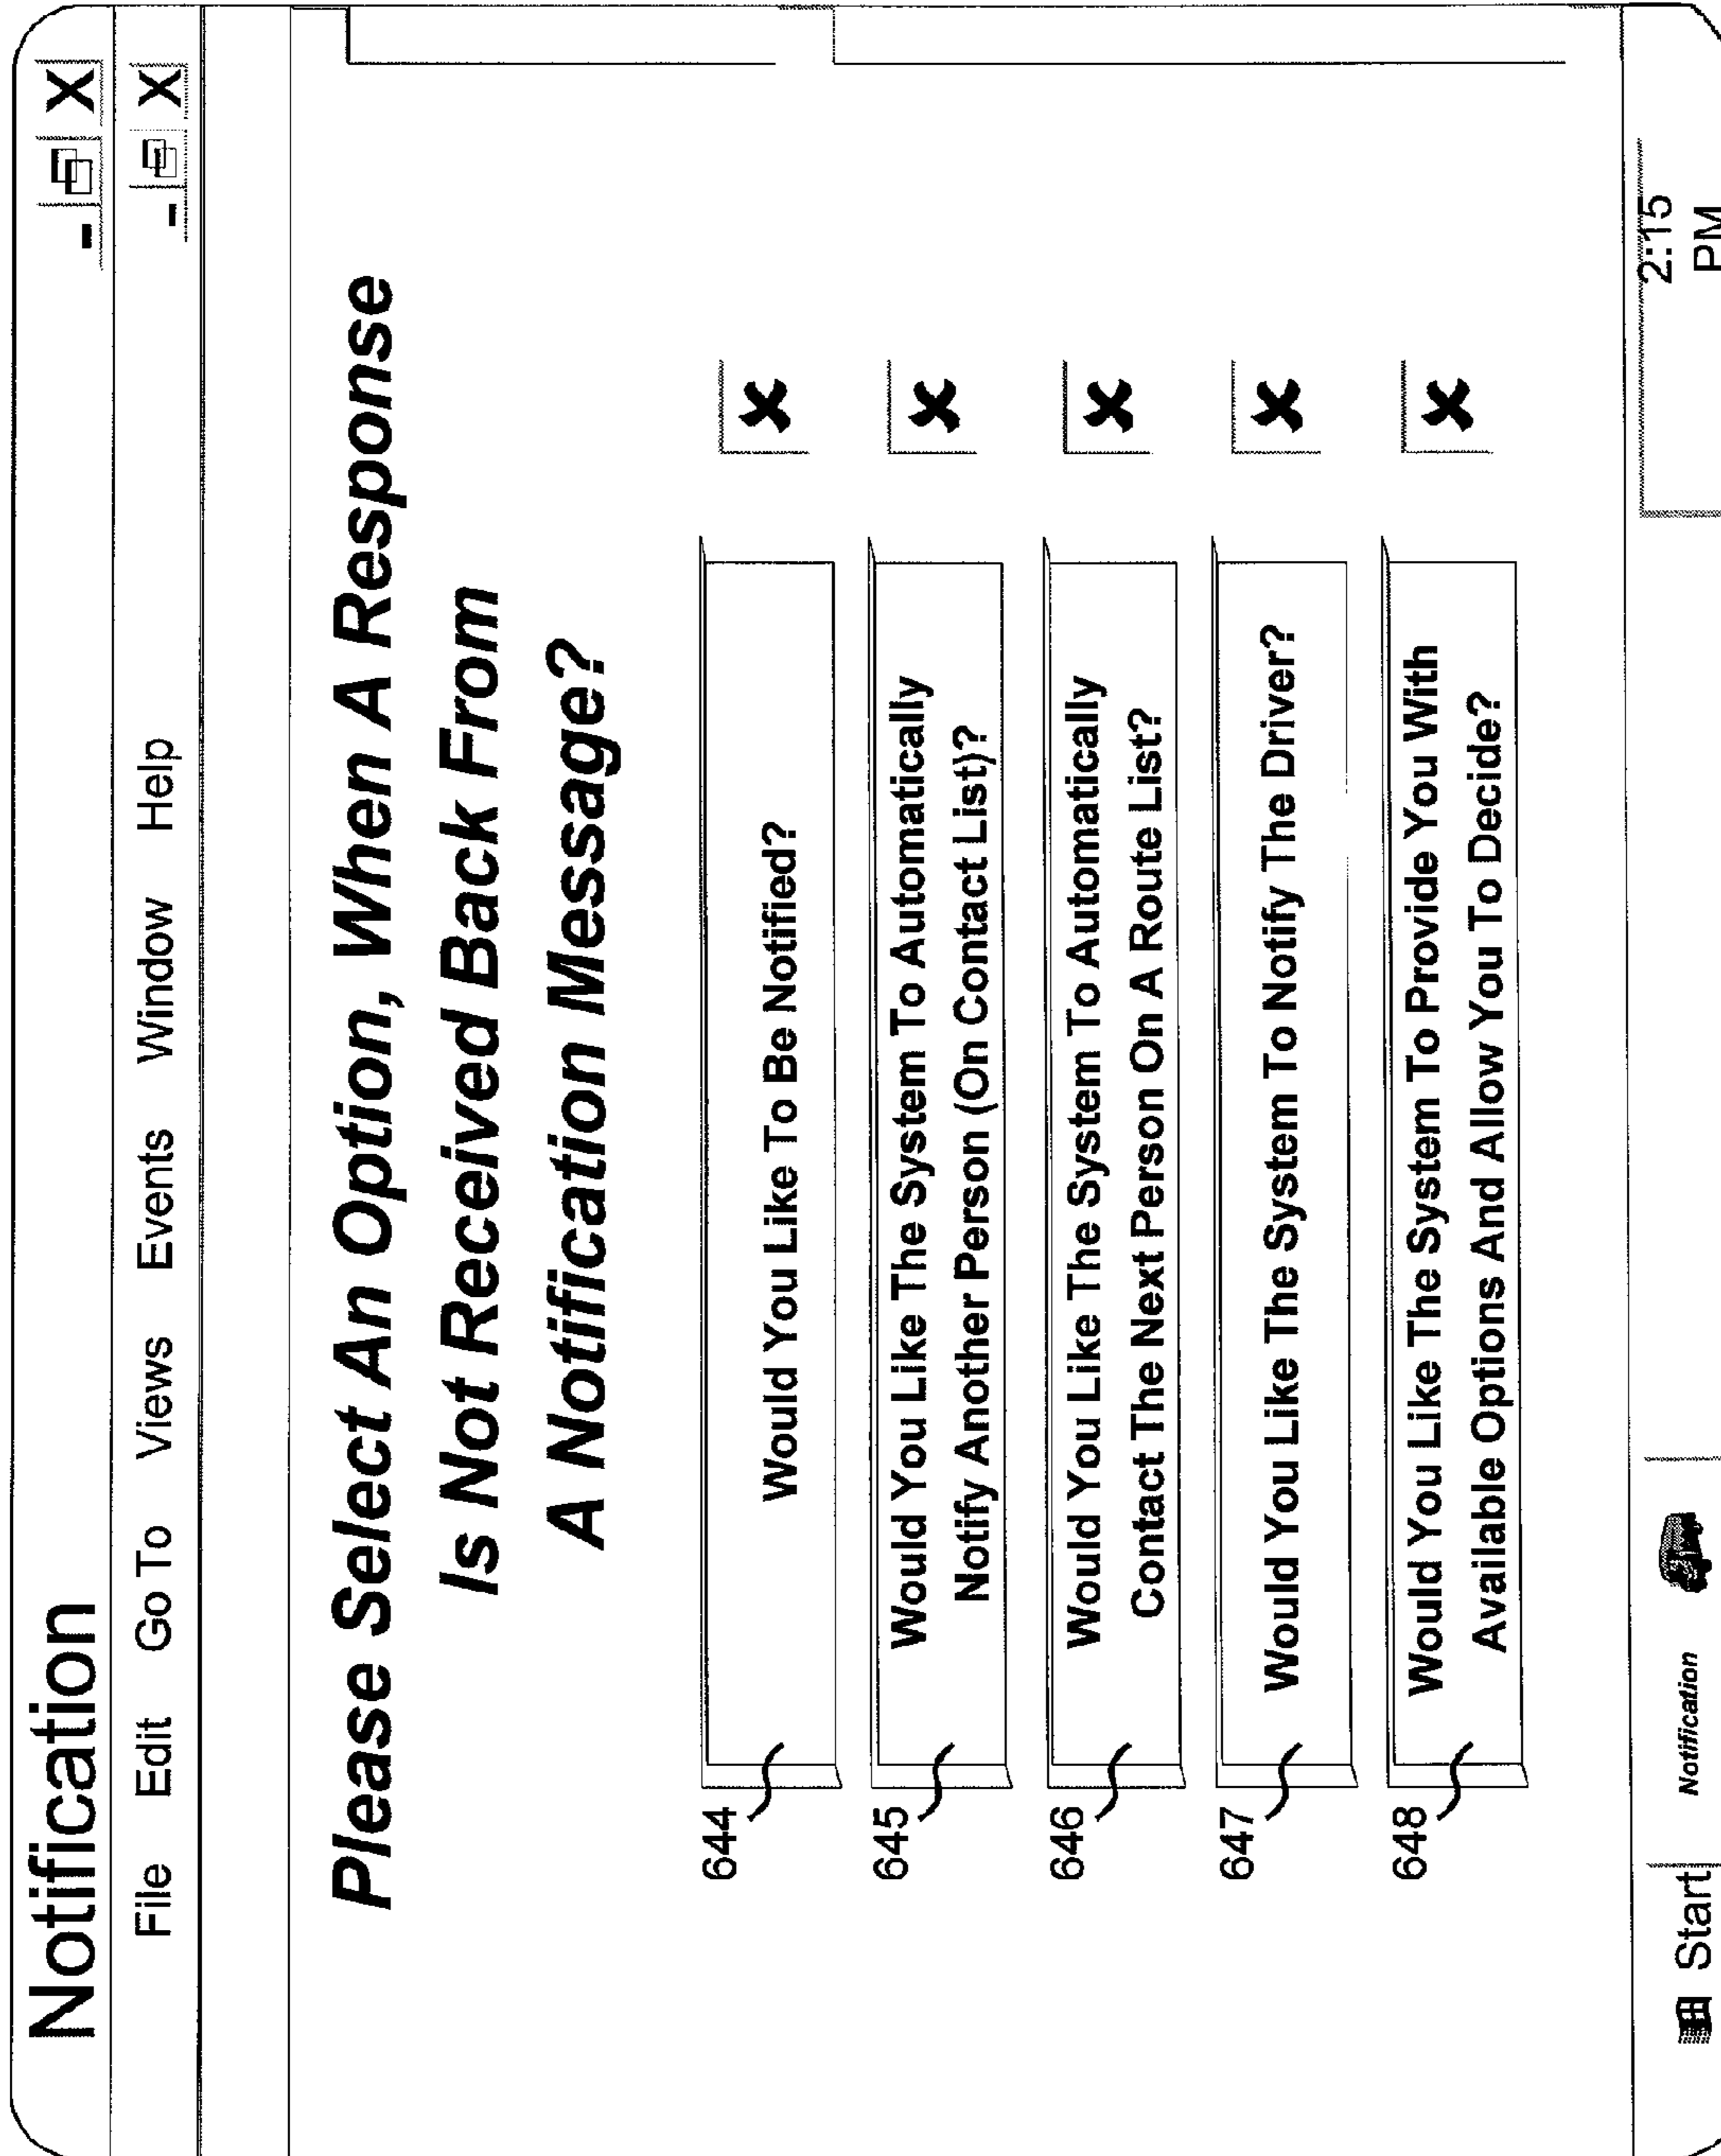 Notification
File Edit Go To Views Events Window Help
Please Select An Option, When A Response
Is Not Received Back From
A Notification Message?
644
Would You Like To Be Notified?
645
Would You Like The System To Automatically
Notify Another Person (On Contact List)?
646
Would You Like The System To Automatically
Contact The Next Person On A Route List?
647
Would You Like The System To Notify The Driver?
648
Would You Like The System To Provide You With
Available Options And Allow You To Decide?
Start
Notification
2:15
PM